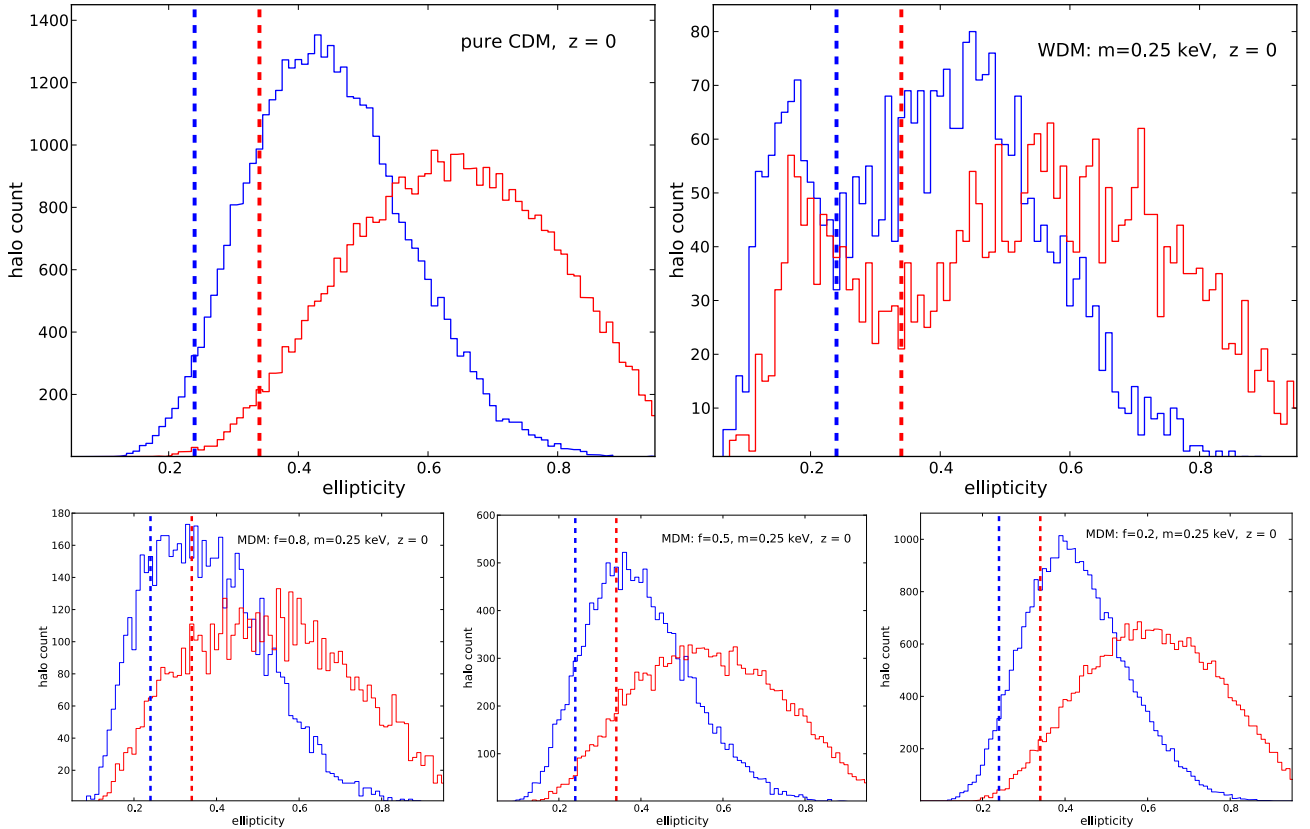 pure CDM, z = 0
halo count
1400
1200
1000
800
600
400
200
0.2 0.4 0.6 0.8
ellipticity
WDM: m=0.25 keV, z = 0
halo count
80
70
60
50
40
30
20
10
0.2 0.4 0.6 0.8
ellipticity
MDM: f=0.8, m=0.25 keV, z = 0
halo count
180
160
140
120
100
80
60
40
20
0.2 0.4 0.6 0.8
ellipticity
MDM: f=0.5, m=0.25 keV, z = 0
halo count
600
500
400
300
200
100
0.2 0.4 0.6 0.8
ellipticity
MDM: f=0.2, m=0.25 keV, z = 0
halo count
1000
800
600
400
200
0.2 0.4 0.6 0.8
ellipticity